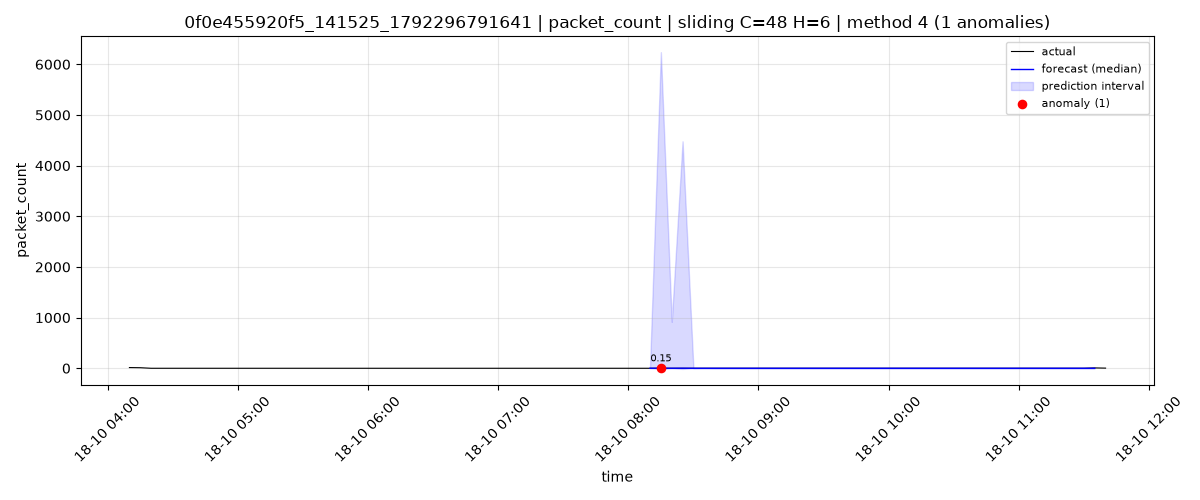 0f0e455920f5_141525_1792296791641 | packet_count | sliding C=48 H=6 | method 4 (1 anomalies)
actual
forecast (median)
prediction interval
anomaly (1)
packet_count
6000
5000
4000
3000
2000
1000
0
0.15
18-10 04:00
18-10 05:00
18-10 06:00
18-10 07:00
18-10 08:00
18-10 09:00
18-10 10:00
18-10 11:00
18-10 12:00
time